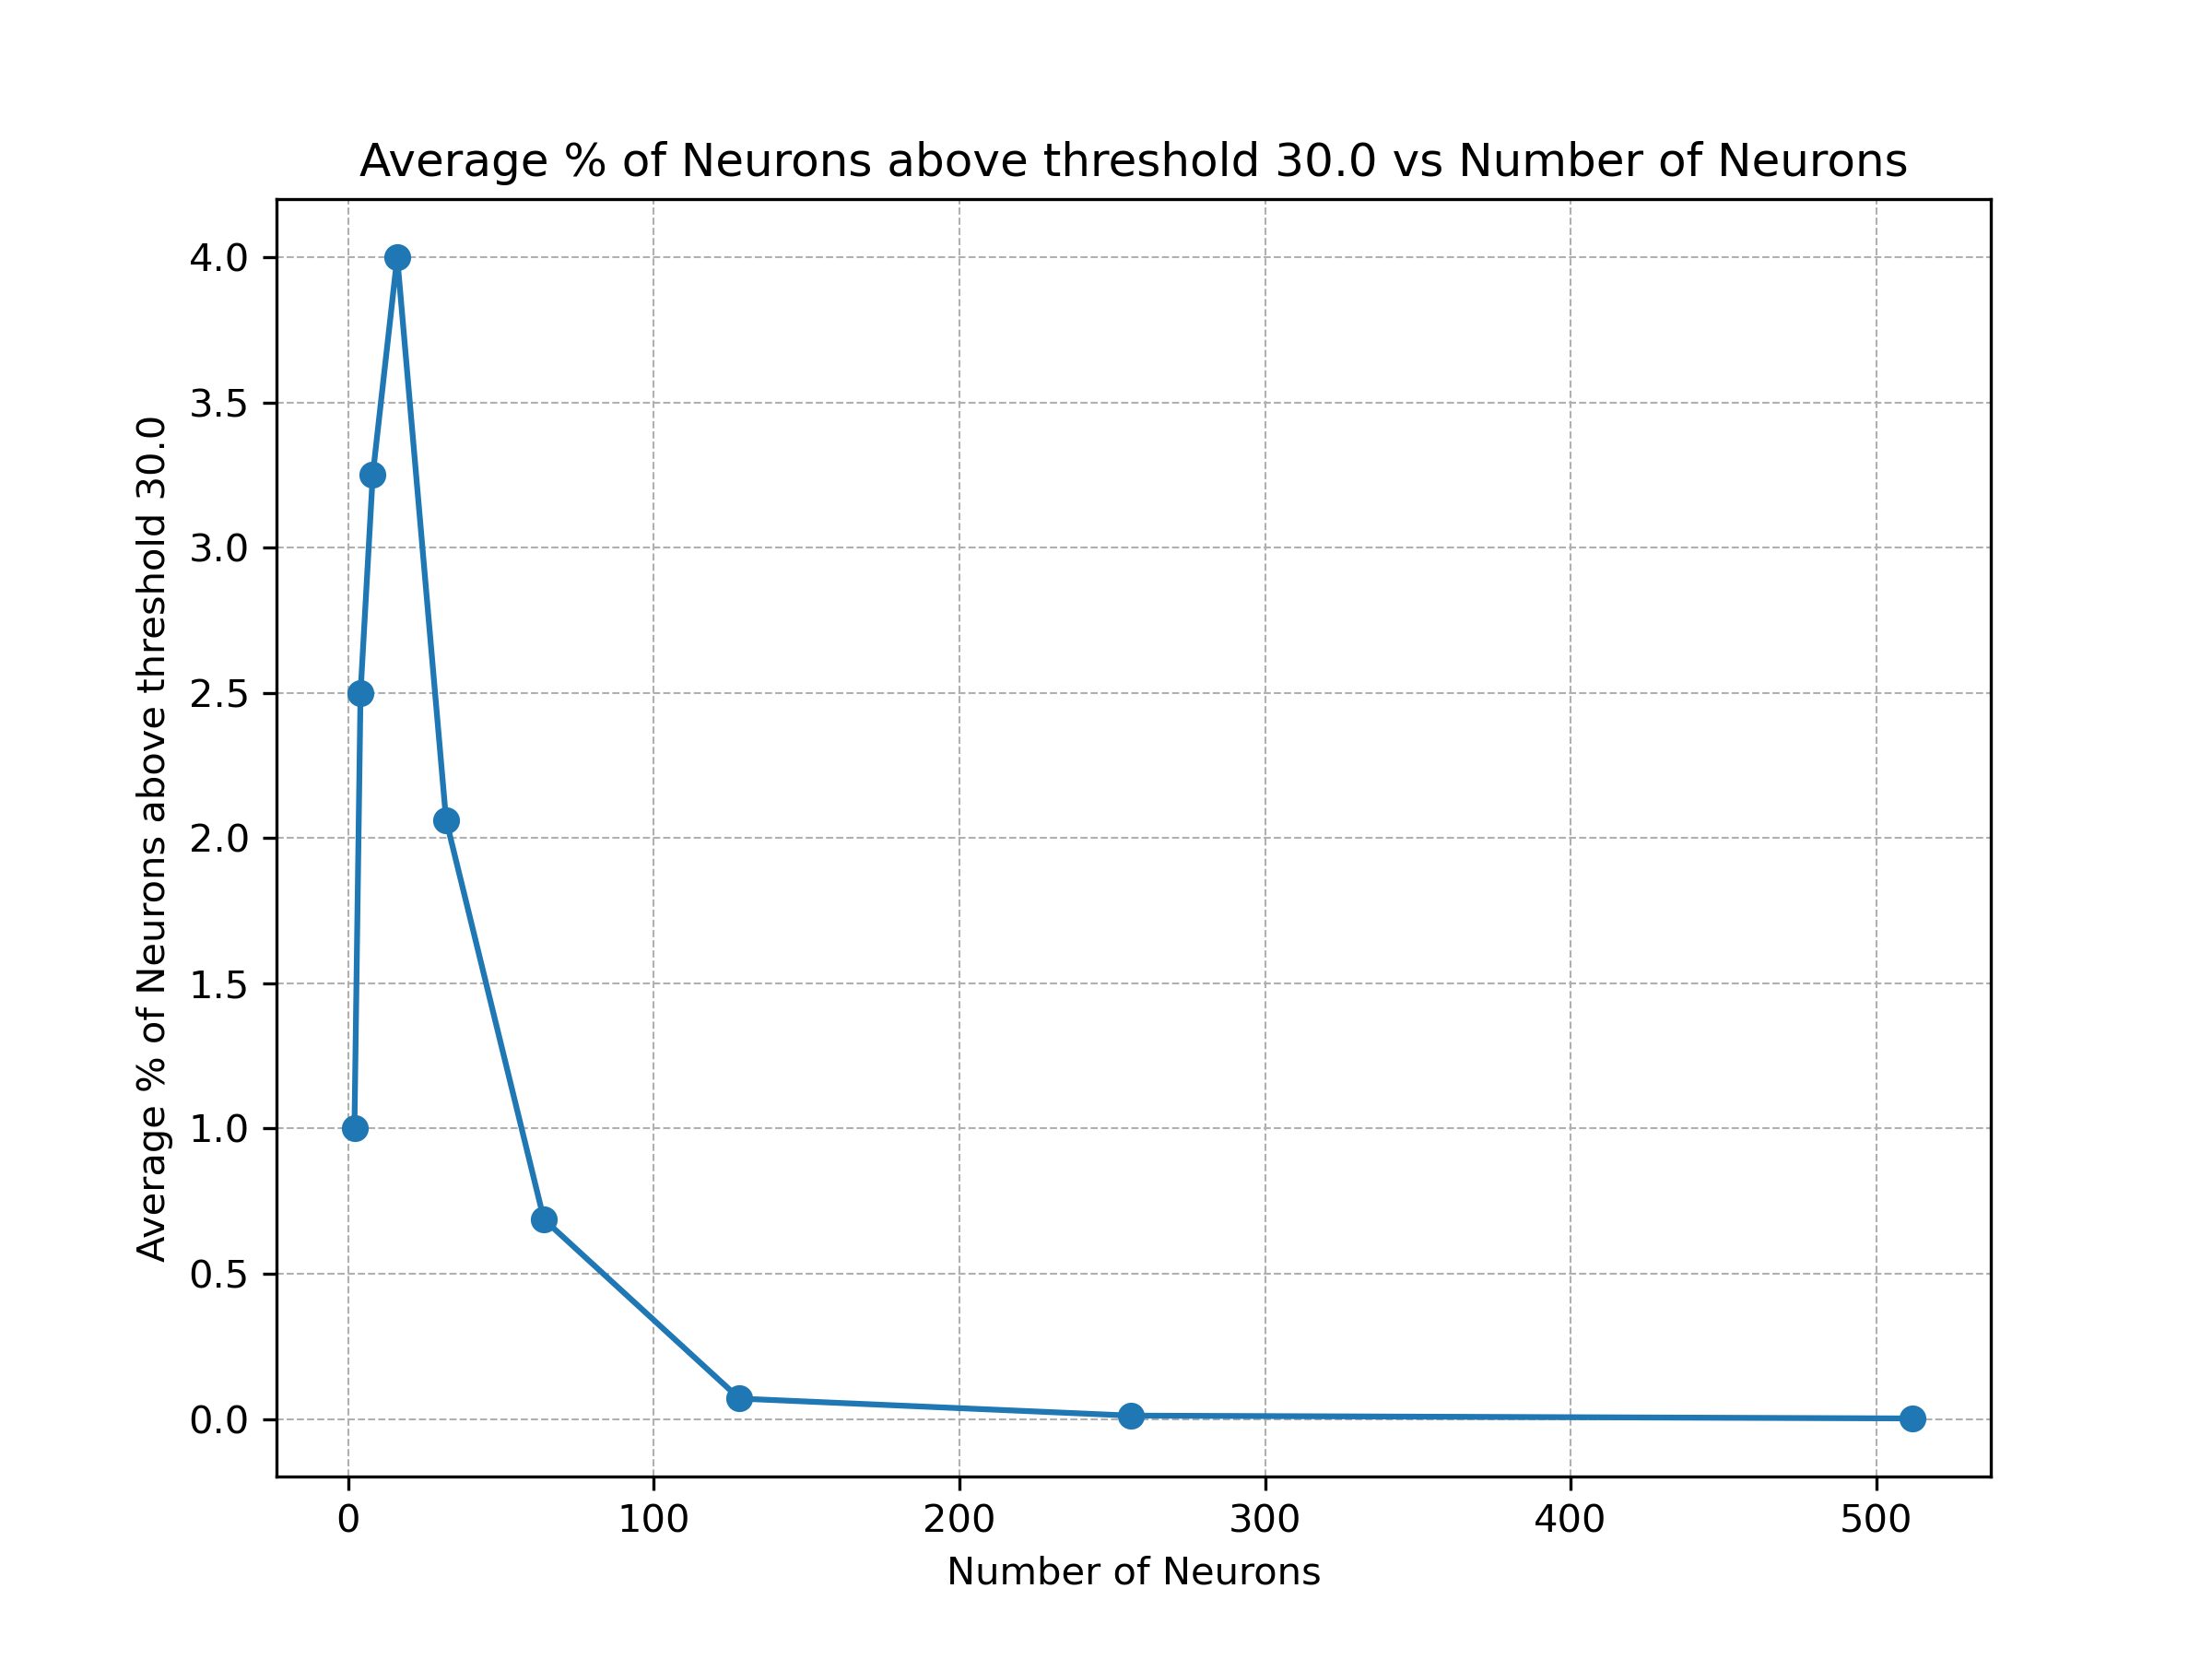 Average % of Neurons above threshold 30.0 vs Number of Neurons
Average % of Neurons above threshold 30.0
4.0
3.5
3.0
2.5
2.0
1.5
1.0
0.5
0.0
0 100 200 300 400 500
Number of Neurons